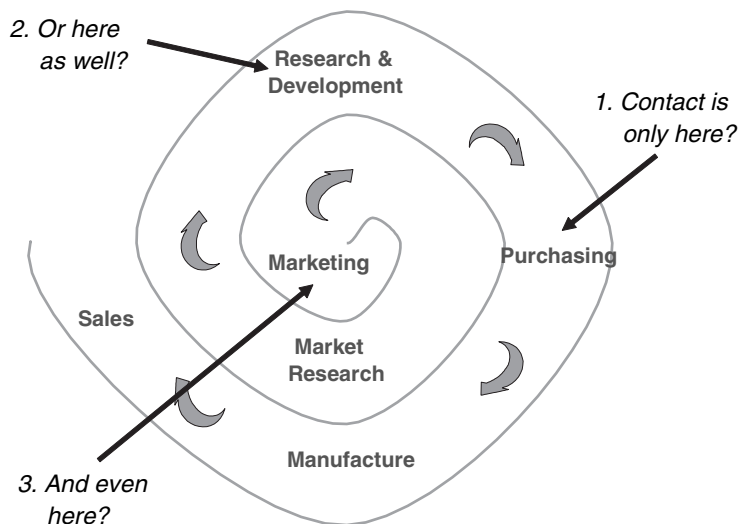 2. Or here
as well?
Research &
Development
1. Contact is
only here?
Marketing
Purchasing
Sales
Market
Research
Manufacture
3. And even
here?